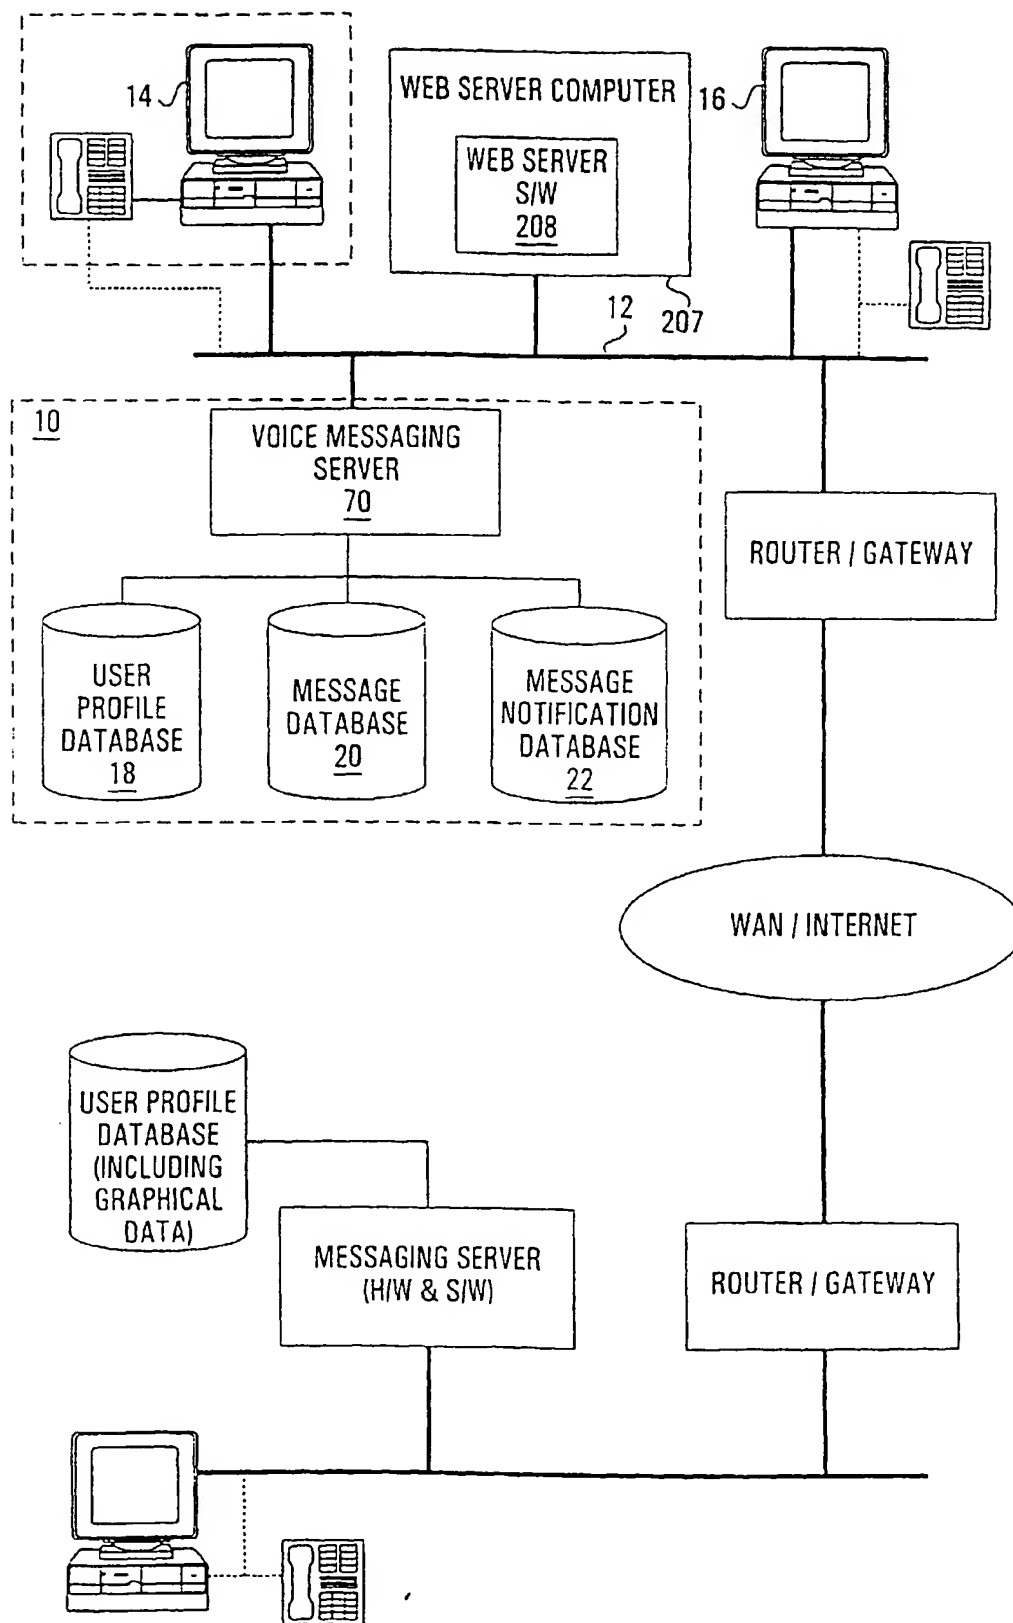 14
WEB SERVER COMPUTER
WEB SERVER
S/W
208
16
12
207
10
VOICE MESSAGING
SERVER
70
ROUTER / GATEWAY
USER
PROFILE
DATABASE
18
MESSAGE
DATABASE
20
MESSAGE
NOTIFICATION
DATABASE
22
WAN / INTERNET
USER PROFILE
DATABASE
(INCLUDING
GRAPHICAL
DATA)
MESSAGING SERVER
(H/W & S/W)
ROUTER / GATEWAY